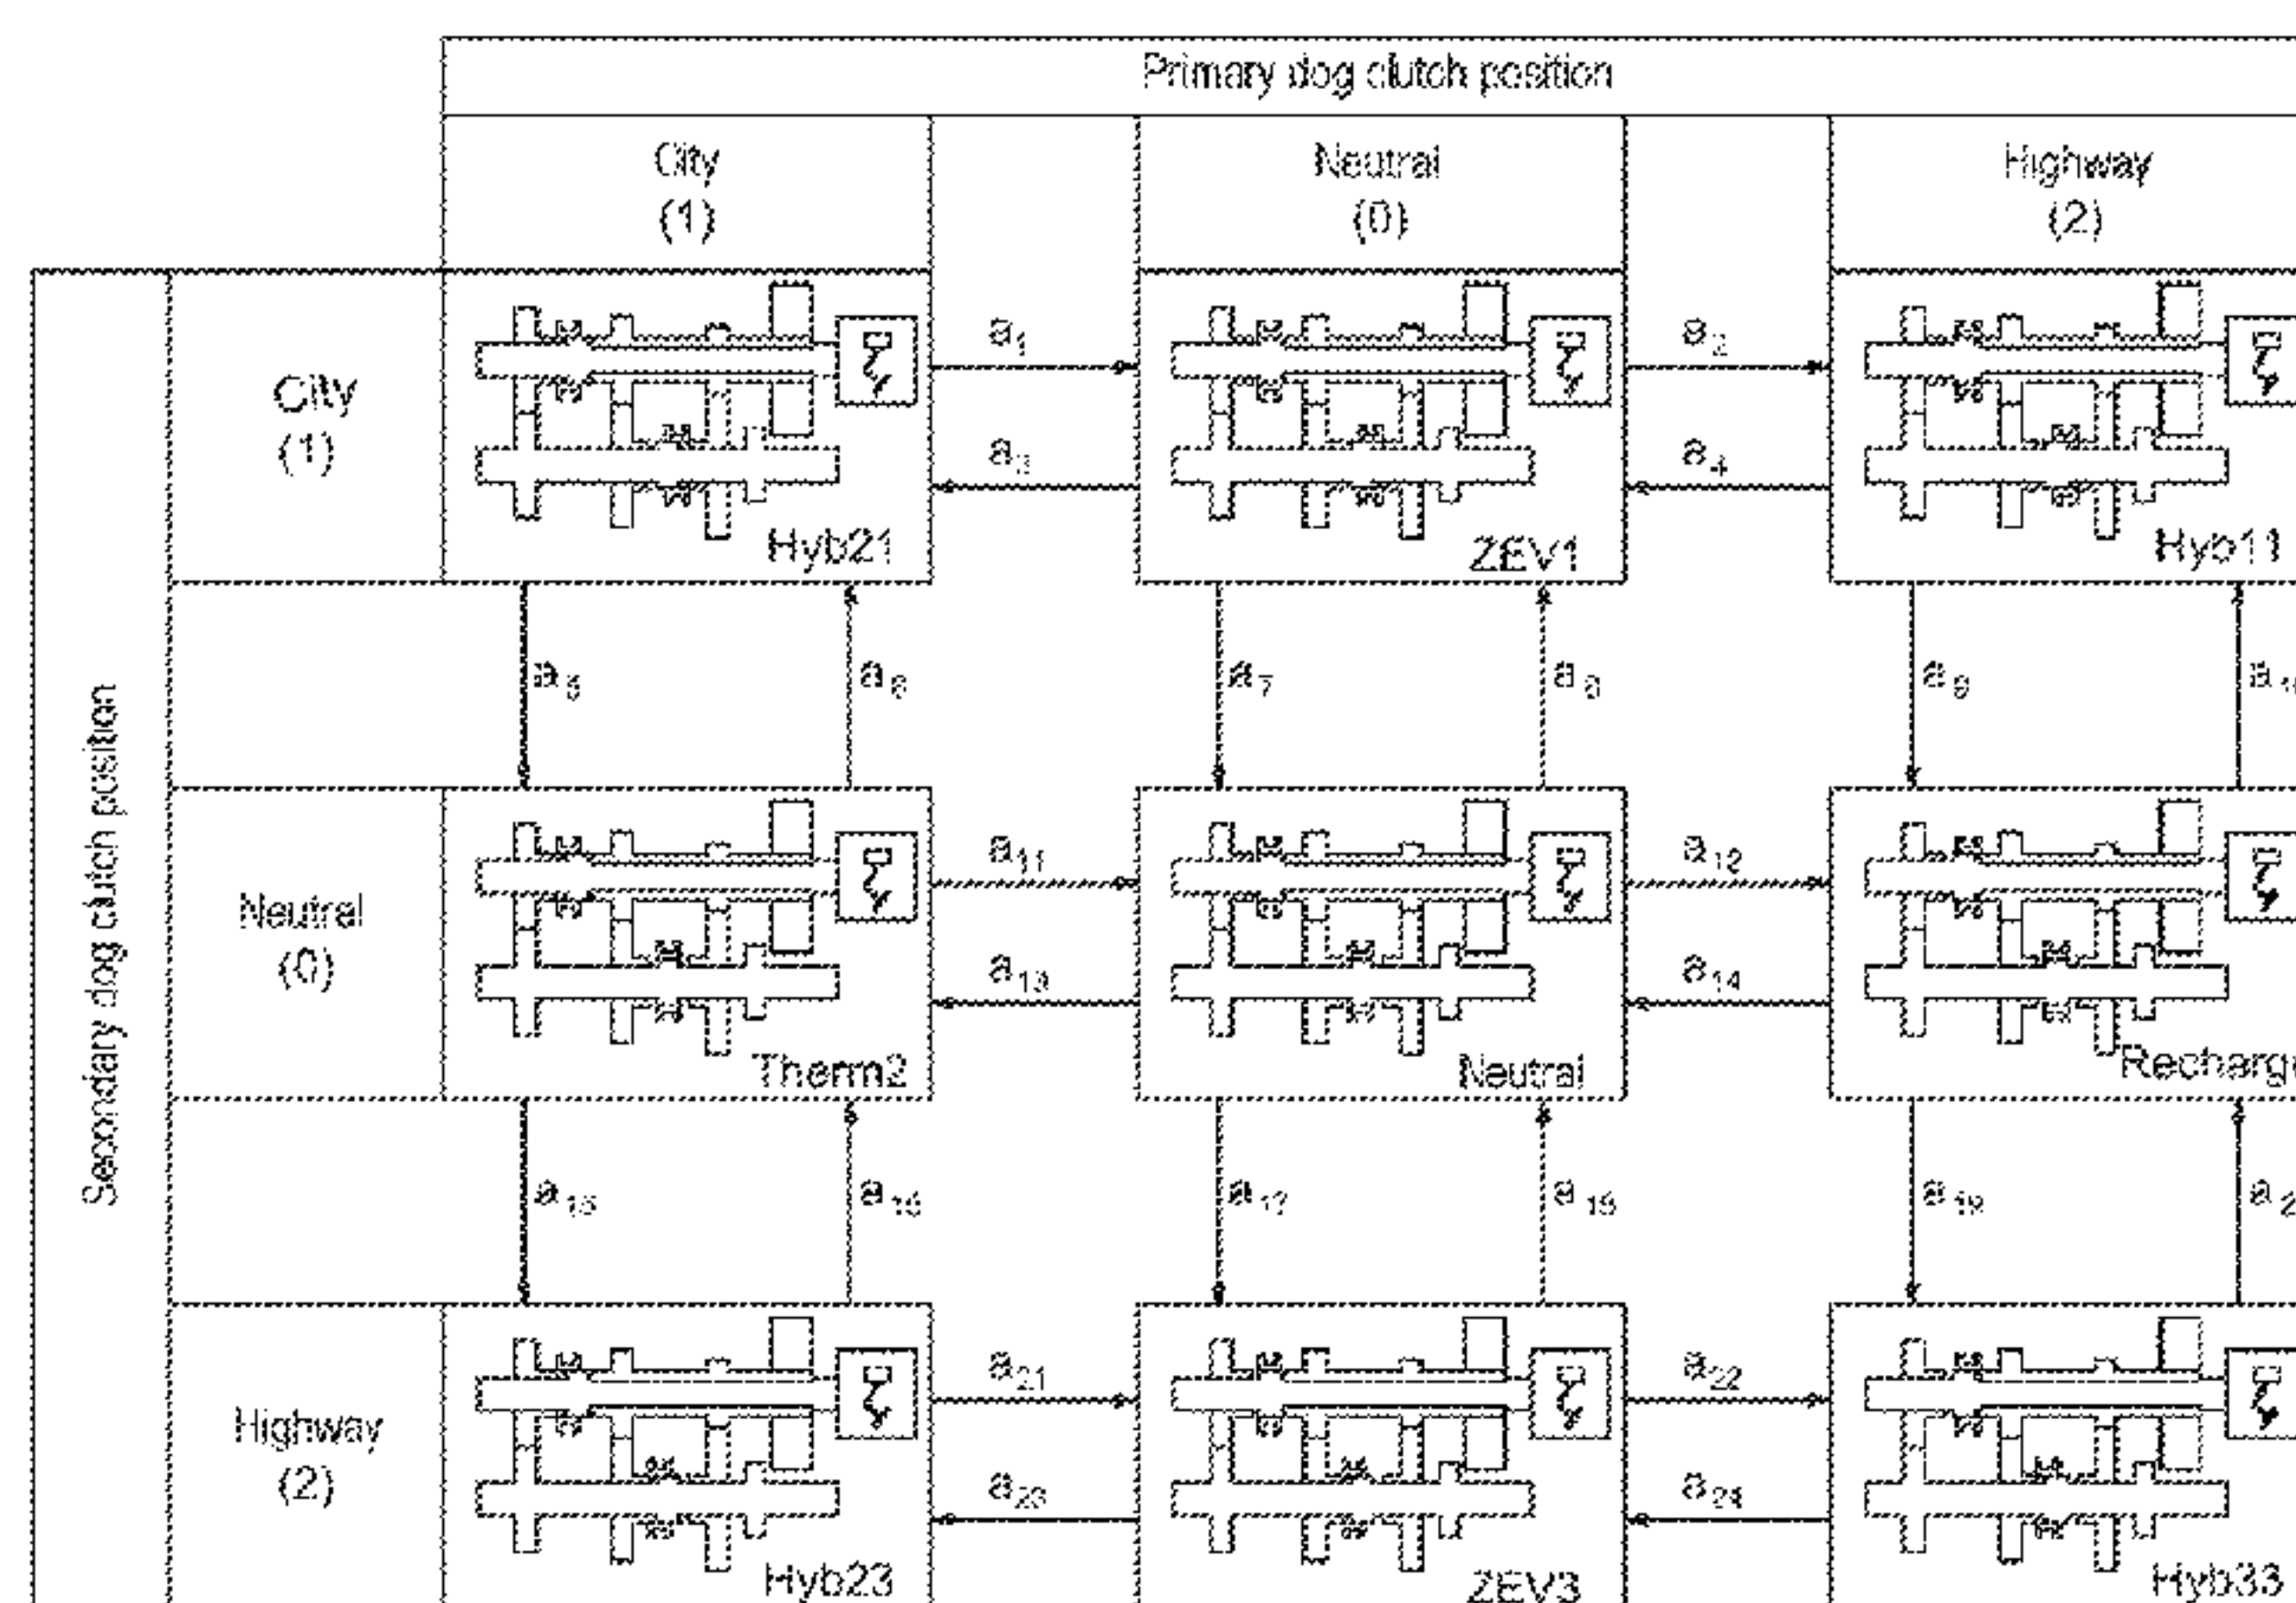 Primary dog clutch position
City
(1)
Neutral
(0)
Highway
(2)
Secondary dog clutch position
City
(1)
a1
a2
a3
a4
Hyb21
ZEV1
Hyb11
a5
a6
a7
a8
a9
Neutral
(0)
a11
a12
a13
a14
Therm2
Neutral
a15
a16
a17
a18
a19
Highway
(2)
a21
a22
a23
a24
Hyb23
ZEV3
Hyb33